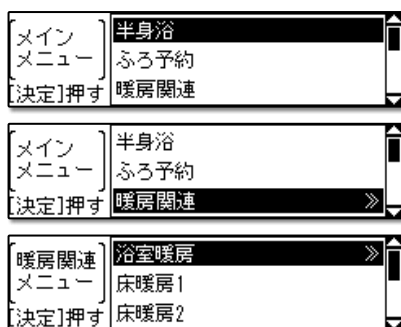 メイン
メニュー
[決定]押す
半身浴
ふろ予約
暖房関連
メイン
メニュー
[決定]押す
半身浴
ふろ予約
暖房関連 ≫
暖房関連
メニュー
[決定]押す
浴室暖房 ≫
床暖房1
床暖房2